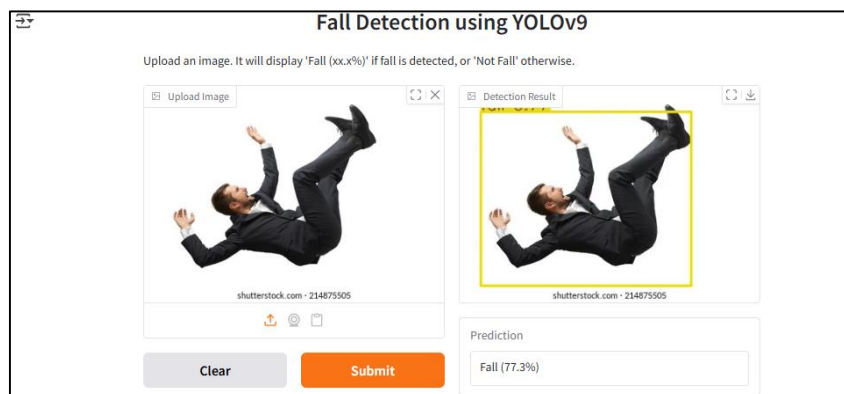 Fall Detection using YOLOv9
Upload an image. It will display 'Fall (xx.x%)' if fall is detected, or 'Not Fall' otherwise.
Upload Image
Detection Result
shutterstock.com · 214875505
shutterstock.com · 214875505
Prediction
Clear
Submit
Fall (77.3%)